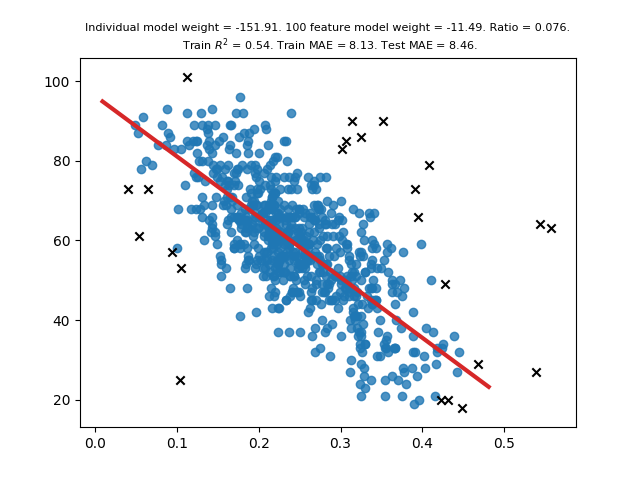 Individual model weight = -151.91. 100 feature model weight = -11.49. Ratio = 0.076.
Train R² = 0.54. Train MAE = 8.13. Test MAE = 8.46.
100
80
60
40
20
0.0 0.1 0.2 0.3 0.4 0.5